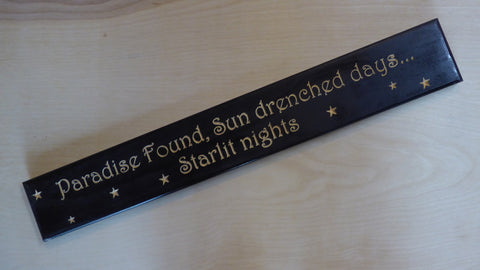 Paradise Found, Sun drenched days...
Starlit nights